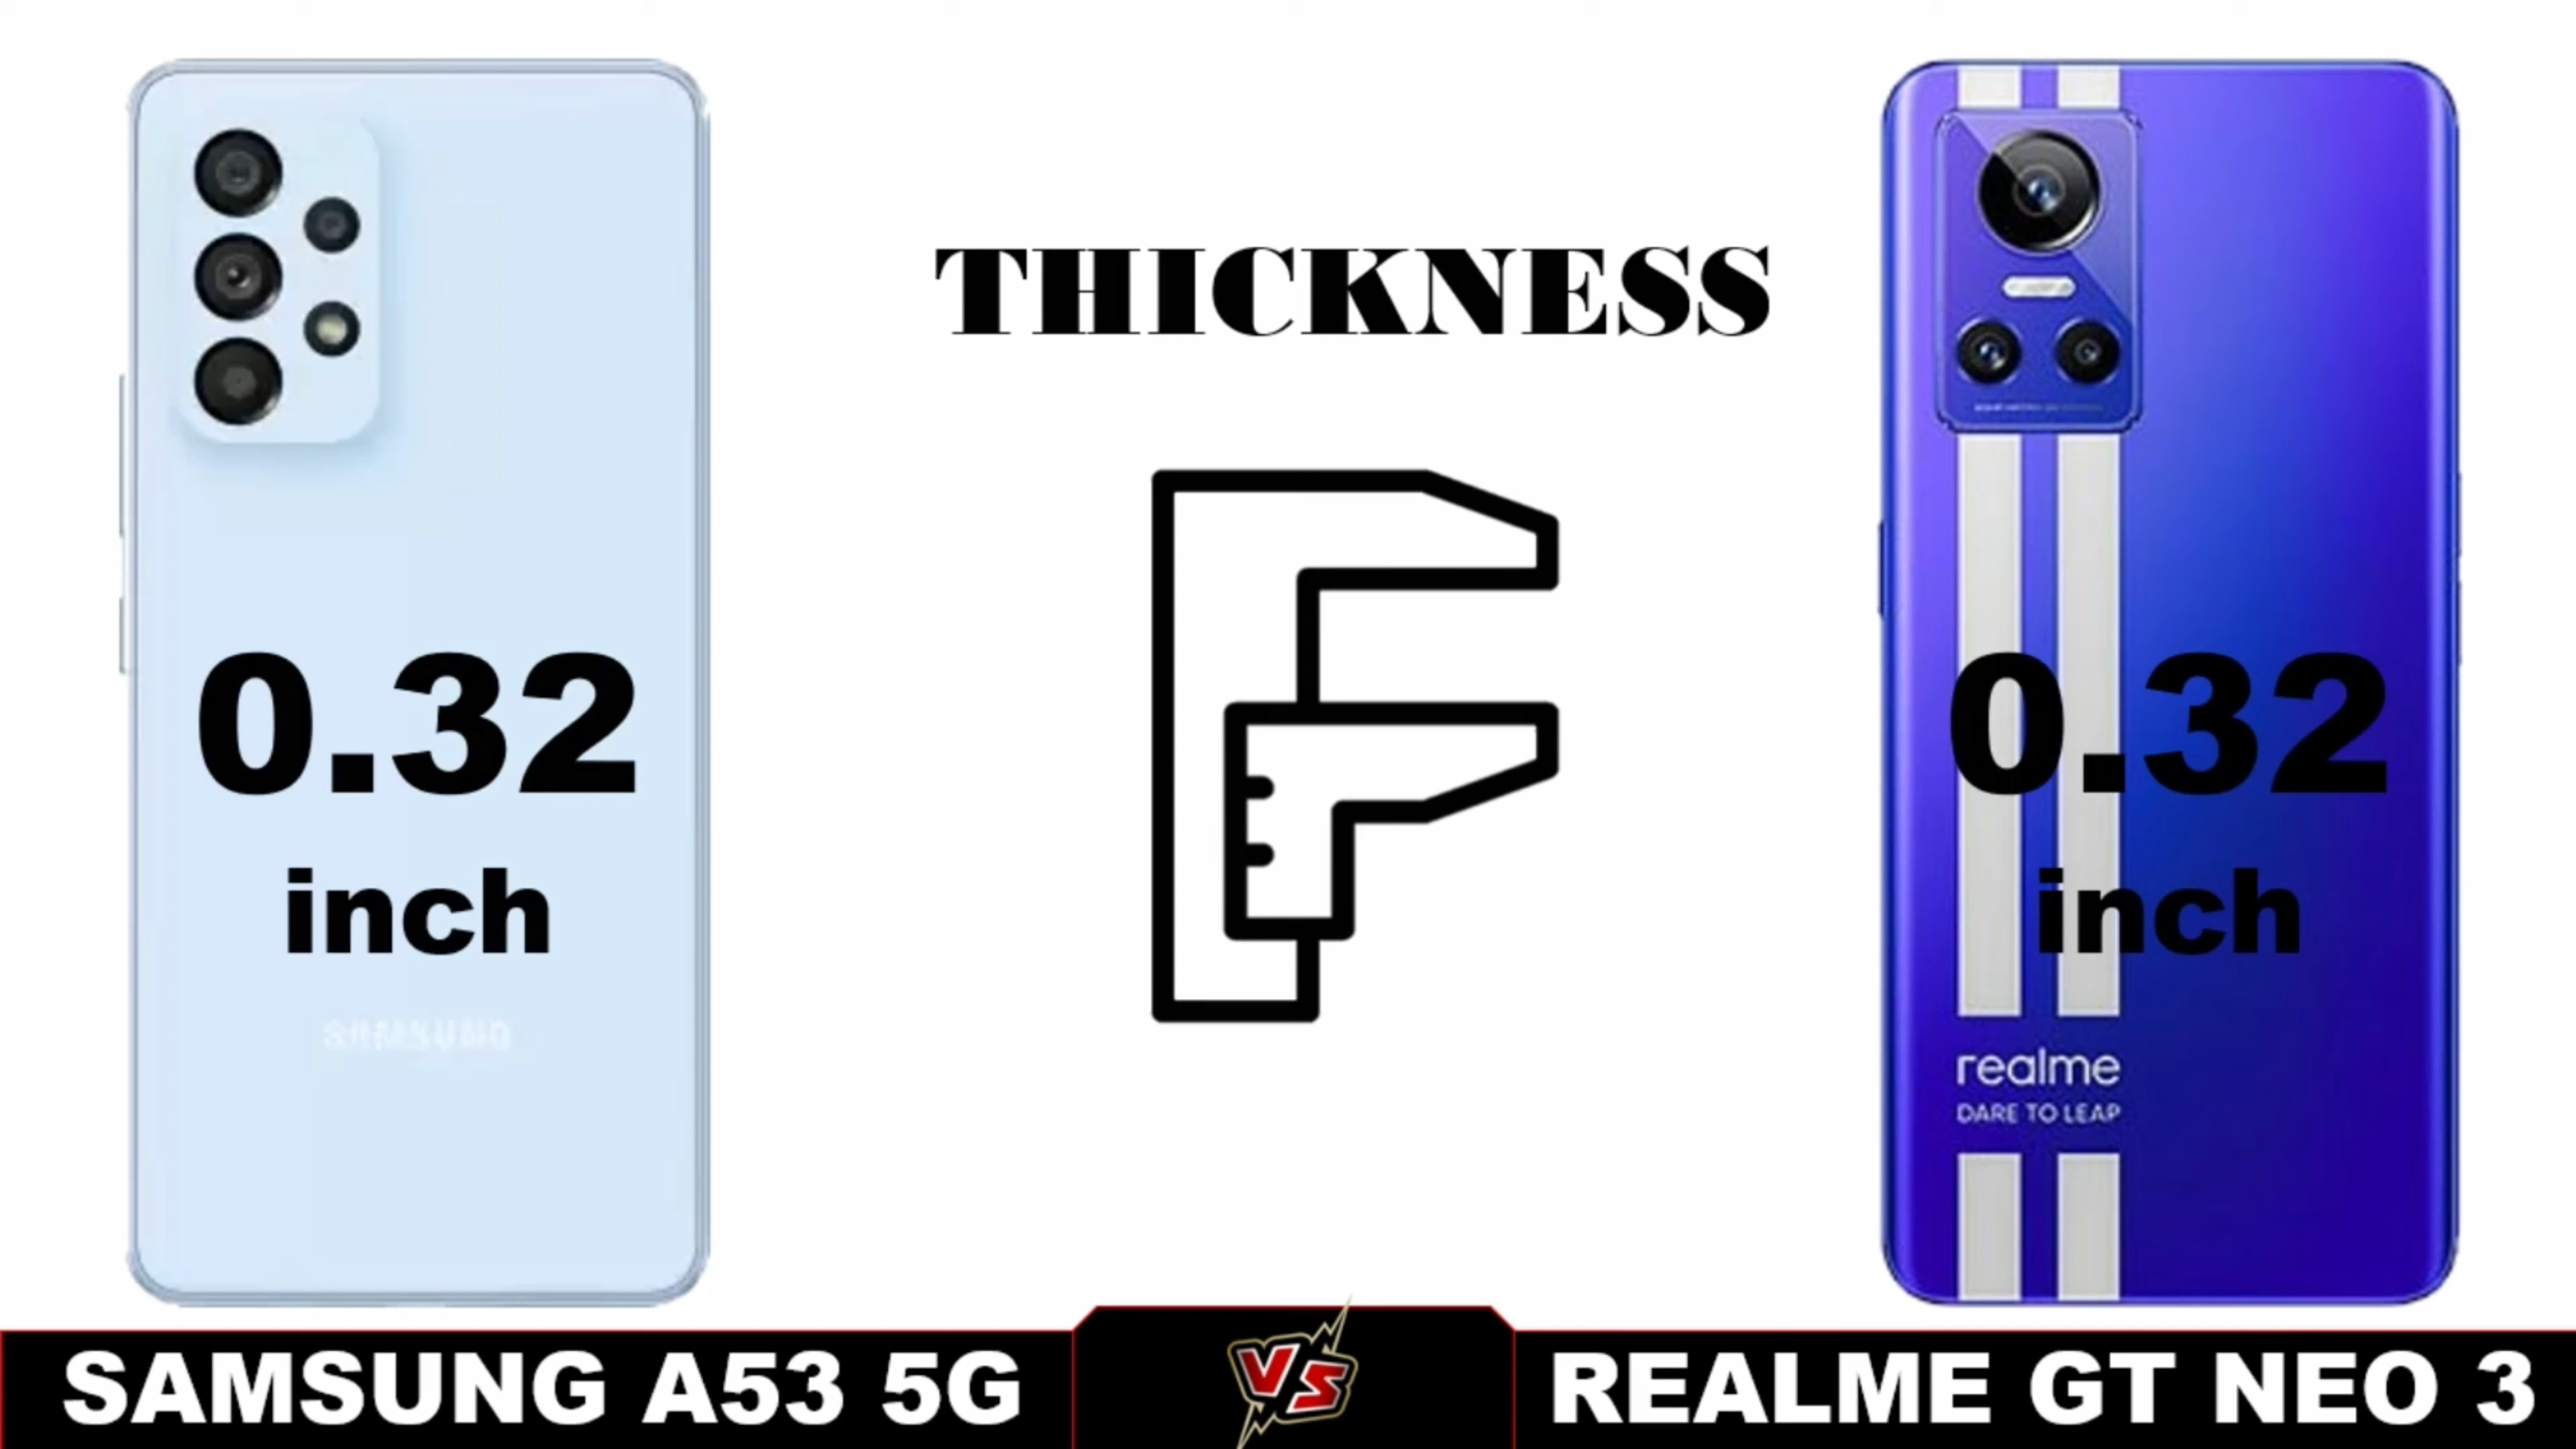 THICKNESS
0.32
inch
SAMSUNG
0.32
inch
realme
DARE TO LEAP
SAMSUNG A53 5G
VS
REALME GT NEO 3